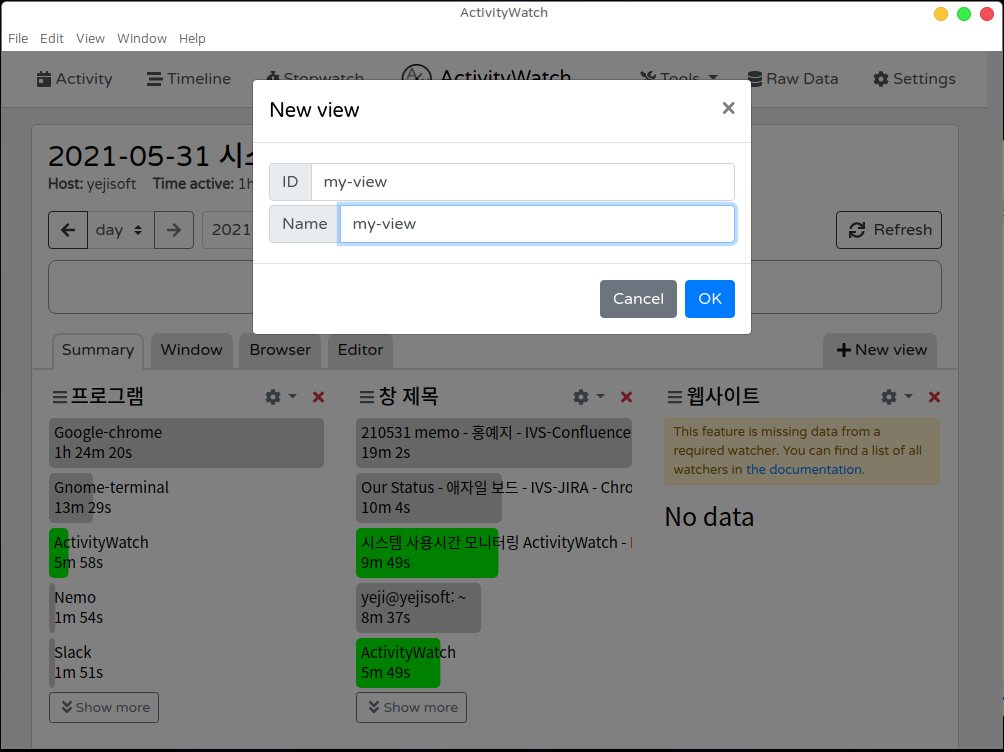 ActivityWatch
File Edit View Window Help
Activity Timeline Stopwatch ActivityWatch Tools Raw Data Settings
New view ×
ID my-view
Name my-view
Cancel OK
2021-05-31
Host: yejisoft Time active: 1h
day 2021 Refresh
Summary Window Browser Editor + New view
프로그램
Google-chrome
1h 24m 20s
Gnome-terminal
13m 29s
ActivityWatch
5m 58s
Nemo
1m 54s
Slack
1m 51s
Show more
창 제목
210531 memo - 홍예지 - IVS-Confluence
19m 2s
Our Status - 애자일 보드 - IVS-JIRA - Chro
10m 4s
시스템 사용시간 모니터링 ActivityWatch -
9m 49s
yeji@yejisoft: ~
8m 37s
ActivityWatch
5m 49s
Show more
웹사이트
This feature is missing data from a
required watcher. You can find a list of all
watchers in the documentation.
No data